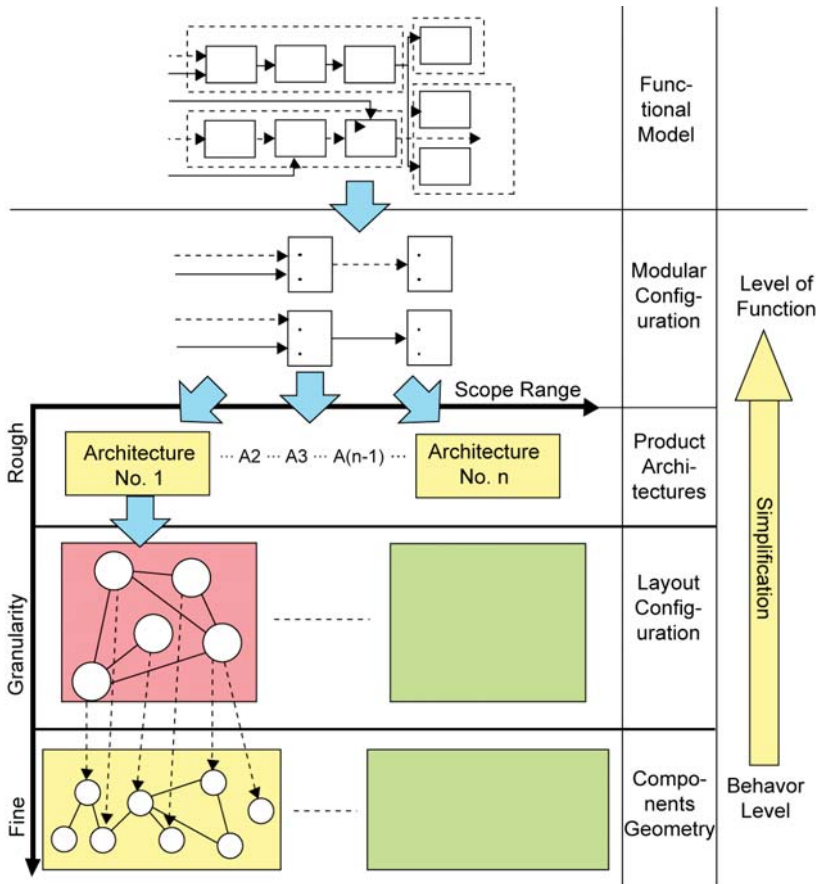 Func-
tional
Model
Modular
Config-
uration
Level of
Function
Scope Range
Rough
Architecture
No. 1
··· A2 ··· A3 ··· A(n-1) ···
Architecture
No. n
Product
Archi-
tectures
Simplification
Granularity
Layout
Config-
uration
Fine
Compo-
nents
Geometry
Behavor
Level